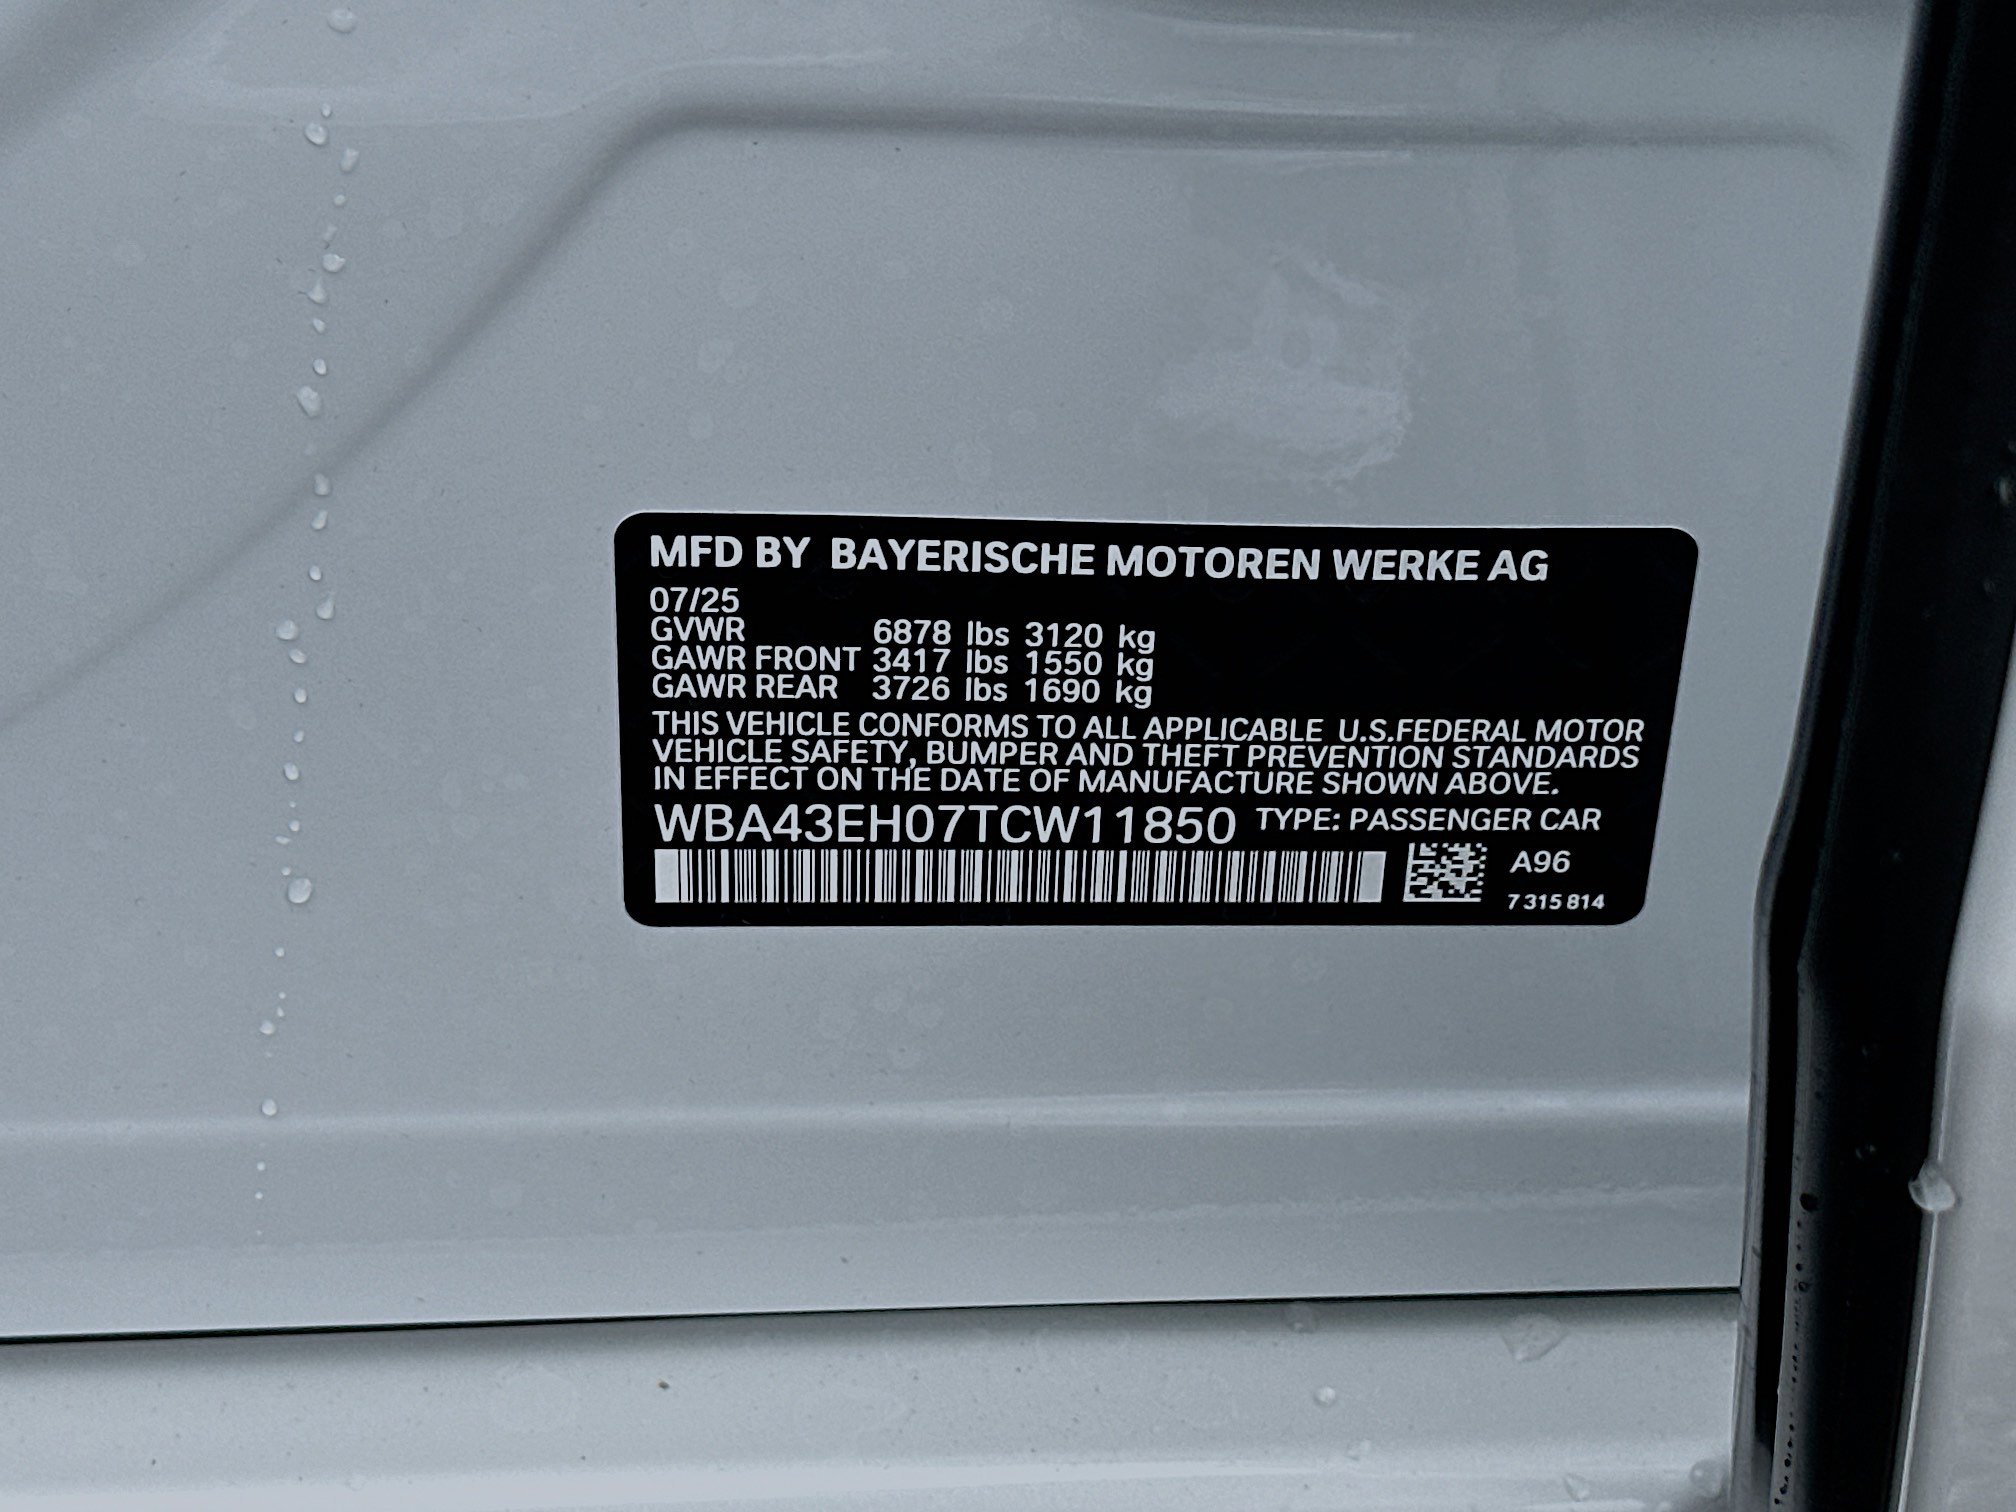 MFD BY BAYERISCHE MOTOREN WERKE AG
07/25
GVWR 6878 lbs 3120 kg
GAWR FRONT 3417 lbs 1550 kg
GAWR REAR 3726 lbs 1690 kg
THIS VEHICLE CONFORMS TO ALL APPLICABLE U.S.FEDERAL MOTOR
VEHICLE SAFETY, BUMPER AND THEFT PREVENTION STANDARDS
IN EFFECT ON THE DATE OF MANUFACTURE SHOWN ABOVE.
WBA43EH07TCW11850 TYPE: PASSENGER CAR
A96
7 315 814